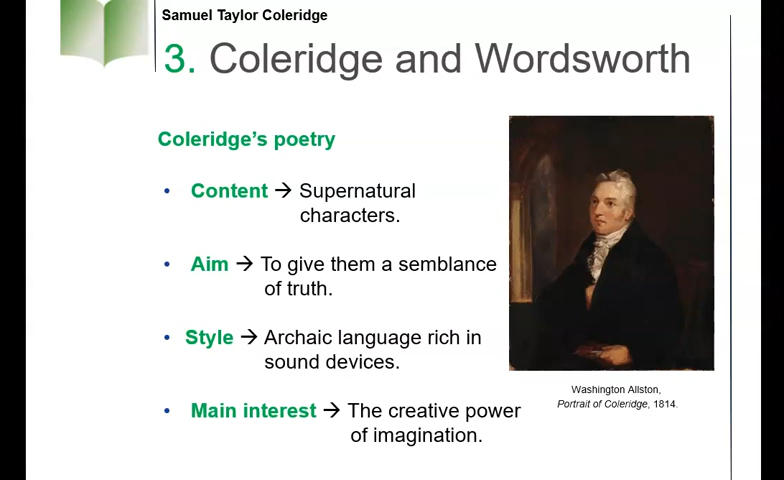 Samuel Taylor Coleridge
3. Coleridge and Wordsworth
Coleridge’s poetry
• Content → Supernatural
characters.
• Aim → To give them a semblance
of truth.
• Style → Archaic language rich in
sound devices.
• Main interest → The creative power
of imagination.
Washington Allston,
Portrait of Coleridge, 1814.